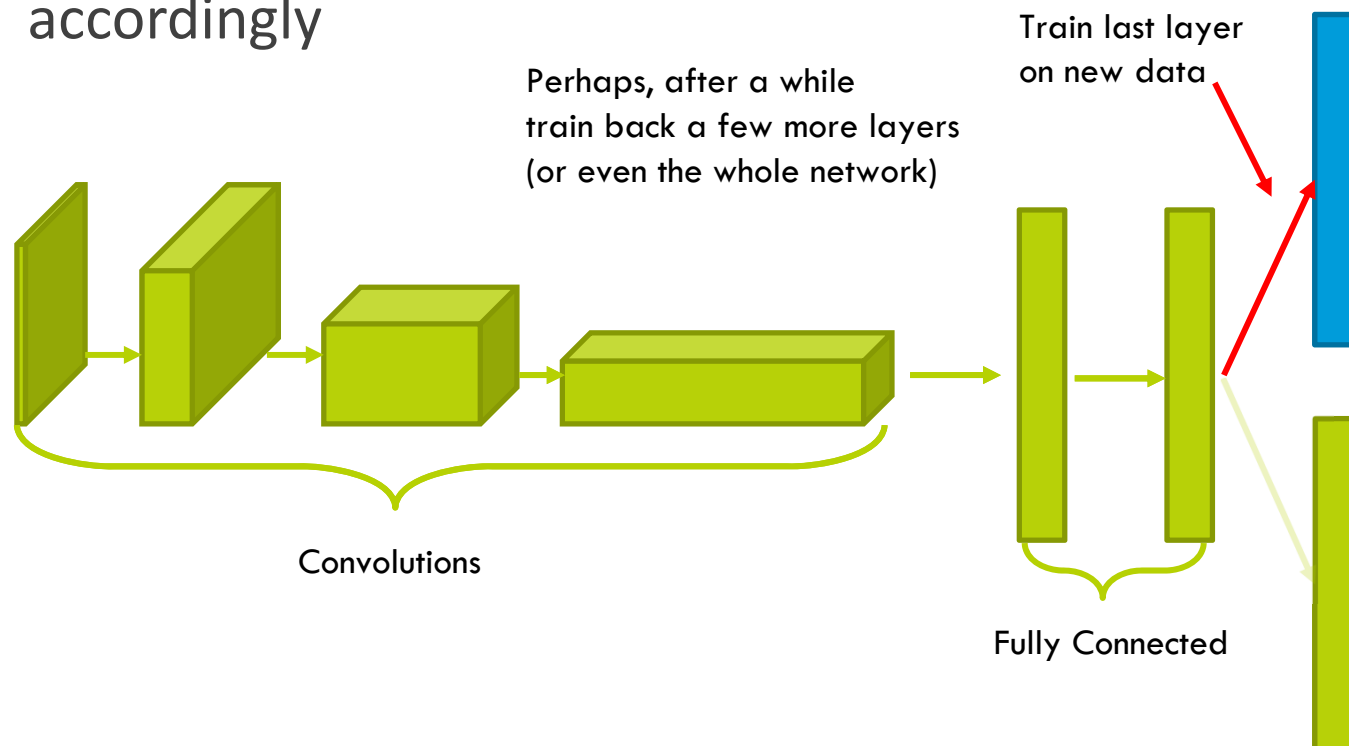 accordingly
Train last layer
on new data
Perhaps, after a while
train back a few more layers
(or even the whole network)
Convolutions
Fully Connected